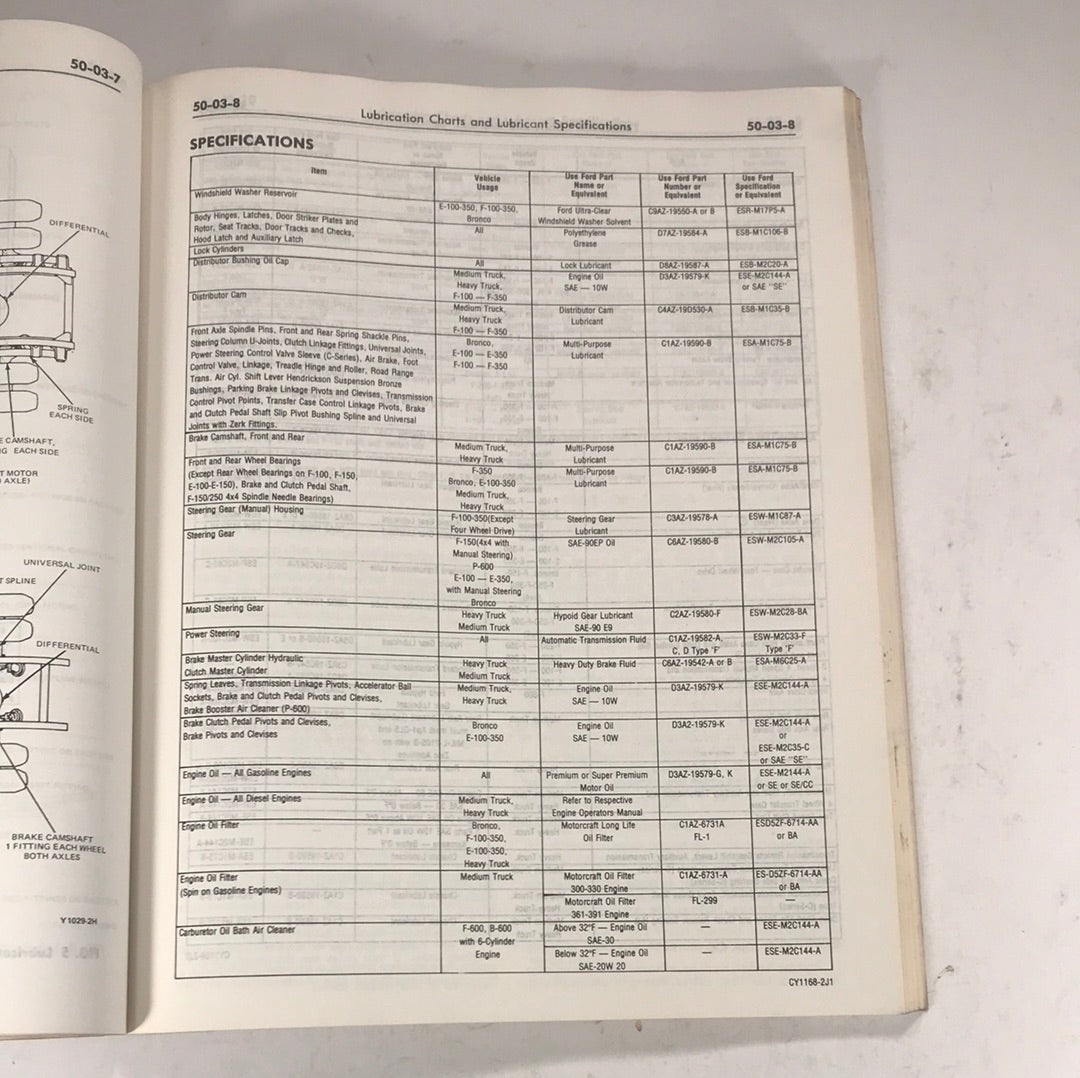 50-03-7
DIFFERENTIAL
SPRING
EACH SIDE
E CAMSHAFT,
NG EACH SIDE
T MOTOR
AXLE)
UNIVERSAL JOINT
T SPLINE
DIFFERENTIAL
BRAKE CAMSHAFT
1 FITTING EACH WHEEL
BOTH AXLES
Y1029-2H
50-03-8 Lubrication Charts and Lubricant Specifications 50-03-8
SPECIFICATIONS
Item Vehicle Use Ford Part Use Ford Part Use Ford
Usage Name or Number or Specification
Equivalent Equivalent or Equivalent
Windshield Washer Reservoir E-100-350, F-100-350, Ford Ultra-Clear C9AZ-19550-A or B ESR-M17P5-A
Bronco Windshield Washer Solvent
Body Hinges, Latches, Door Striker Plates and All Polyethylene D7AZ-19584-A ESB-M1C106-B
Rotor, Seat Tracks, Door Tracks and Checks, Grease
Hood Latch and Auxiliary Latch
Lock Cylinders All Lock Lubricant D8AZ-19587-A ESB-M2C20-A
Distributor Bushing Oil Cap Medium Truck, Engine Oil D3AZ-19579-K ESE-M2C144-A
Heavy Truck, SAE — 10W or SAE "SE"
F-100 — F-350
Distributor Cam Medium Truck, Distributor Cam C4AZ-19D530-A ESB-M1C35-B
Heavy Truck Lubricant
F-100 — F-350
Front Axle Spindle Pins, Front and Rear Spring Shackle Pins, Bronco, Multi-Purpose C1AZ-19590-B ESA-M1C75-B
Steering Column U-Joints, Clutch Linkage Fittings, Universal Joints, E-100 — E-350 Lubricant
Power Steering Control Valve Sleeve (C-Series), Air Brake, Foot F-100 — F-350
Control Valve, Linkage, Treadle Hinge and Roller, Road Range
Trans. Air Cyl. Shift Lever Hendrickson Suspension Bronze
Bushings, Parking Brake Linkage Pivots and Clevises, Transmission
Control Pivot Points, Transfer Case Control Linkage Pivots, Brake
and Clutch Pedal Shaft Slip Pivot Bushing Spline and Universal
Joints with Zerk Fittings.
Brake Camshaft, Front and Rear Medium Truck, Multi-Purpose C1AZ-19590-B ESA-M1C75-B
Heavy Truck Lubricant
Front and Rear Wheel Bearings F-350 Multi-Purpose C1AZ-19590-B ESA-M1C75-B
(Except Rear Wheel Bearings on F-100, F-150, Bronco, E-100-350 Lubricant
E-100-E-150), Brake and Clutch Pedal Shaft, Medium Truck,
F-150/250 4x4 Spindle Needle Bearings) Heavy Truck
Steering Gear (Manual) Housing F-100-350(Except Steering Gear C3AZ-19578-A ESW-M1C87-A
Four Wheel Drive) Lubricant
Steering Gear F-150(4x4 with SAE-90EP Oil C6AZ-19580-B ESW-M2C105-A
Manual Steering)
P-600
E-100 — E-350,
with Manual Steering
Bronco
Manual Steering Gear Heavy Truck Hypoid Gear Lubricant C2AZ-19580-F ESW-M2C28-BA
Medium Truck SAE-90 E9
Power Steering All Automatic Transmission Fluid C1AZ-19582-A, ESW-M2C33-F
C, D Type 'F' Type 'F'
Brake Master Cylinder Hydraulic Heavy Truck Heavy Duty Brake Fluid C6AZ-19542-A or B ESA-M6C25-A
Clutch Master Cylinder Medium Truck
Spring Leaves, Transmission Linkage Pivots, Accelerator Ball Medium Truck, Engine Oil D3AZ-19579-K ESE-M2C144-A
Sockets, Brake and Clutch Pedal Pivots and Clevises, Heavy Truck SAE — 10W
Brake Booster Air Cleaner (P-600)
Brake Clutch Pedal Pivots and Clevises, Bronco Engine Oil D3AZ-19579-K ESE-M2C144-A
Brake Pivots and Clevises E-100-350 SAE — 10W or
ESE-M2C35-C
or SAE "SE"
Engine Oil — All Gasoline Engines All Premium or Super Premium D3AZ-19579-G, K ESE-M2144-A
Motor Oil or SE or SE/CC
Engine Oil — All Diesel Engines Medium Truck, Refer to Respective
Heavy Truck Engine Operators Manual
Engine Oil Filter Bronco, Motorcraft Long Life C1AZ-6731A ESD5ZF-6714-AA
F-100-350, Oil Filter FL-1 or BA
E-100-350,
Heavy Truck
Engine Oil Filter Medium Truck Motorcraft Oil Filter C1AZ-6731-A ES-D5ZF-6714-AA
(Spin on Gasoline Engines) 300-330 Engine or BA
Motorcraft Oil Filter FL-299 —
361-391 Engine
Carburetor Oil Bath Air Cleaner F-600, B-600 Above 32°F — Engine Oil — ESE-M2C144-A
with 6-Cylinder SAE-30
Engine Below 32°F — Engine Oil — ESE-M2C144-A
SAE-20W 20
CY1168-2J1